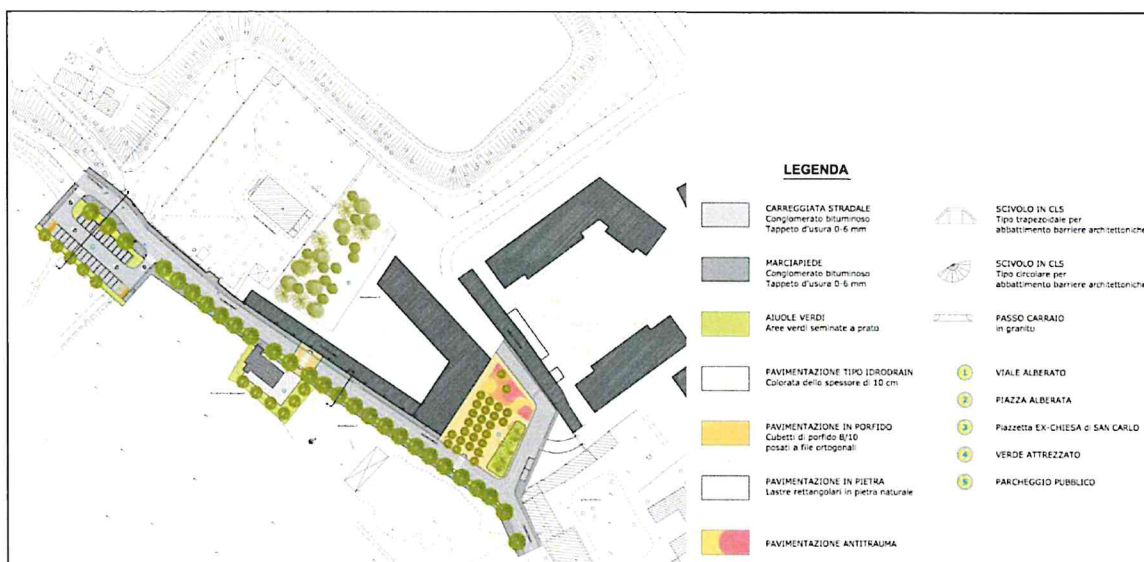 LEGENDA
CARREGGIATA STRADALE
Conglomerato bituminoso
Tappeto d'usura 0-6 mm
MARCIAPIEDE
Conglomerato bituminoso
Tappeto d'usura 0-6 mm
AIUOLE VERDI
Aree verdi seminate a prato
PAVIMENTAZIONE TIPO IDRODRAIN
Colorata dello spessore di 10 cm
PAVIMENTAZIONE IN PORFIDO
Cubetti di porfido 8/10
posati a file ortogonali
PAVIMENTAZIONE IN PIETRA
Lastre rettangolari in pietra naturale
PAVIMENTAZIONE ANTITRAUMA
SCIVOLO IN CLS
Tipo trapezoidale per
abbattimento barriere architettoniche
SCIVOLO IN CLS
Tipo circolare per
abbattimento barriere architettoniche
PASSO CARRAIO
in granito
1 VIALE ALBERATO
2 PIAZZA ALBERATA
3 Piazzetta EX-CHIESA di SAN CARLO
4 VERDE ATTREZZATO
5 PARCHEGGIO PUBBLICO